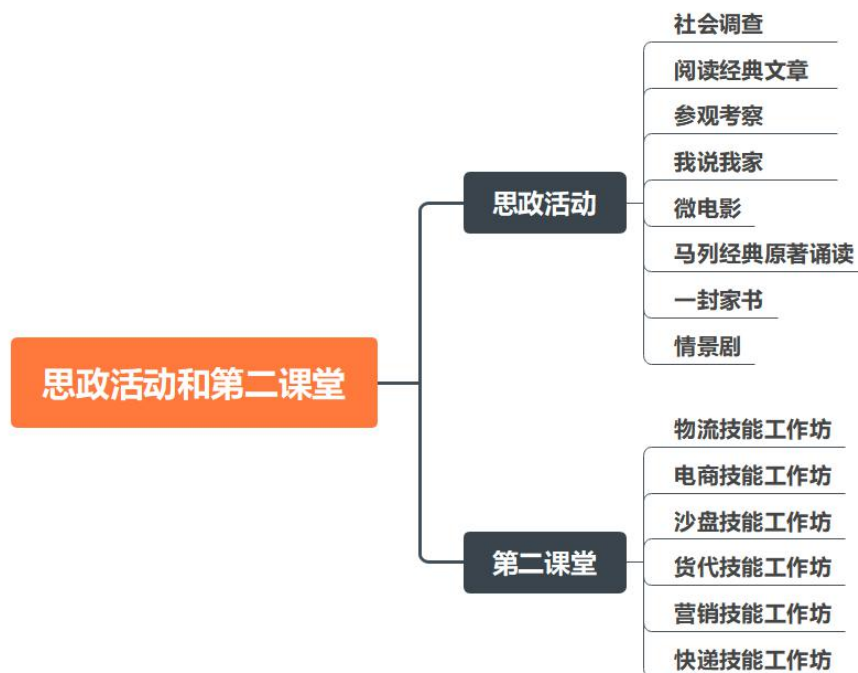 思政活动和第二课堂
思政活动
社会调查
阅读经典文章
参观考察
我说我家
微电影
马列经典原著诵读
一封家书
情景剧
第二课堂
物流技能工作坊
电商技能工作坊
沙盘技能工作坊
货代技能工作坊
营销技能工作坊
快递技能工作坊